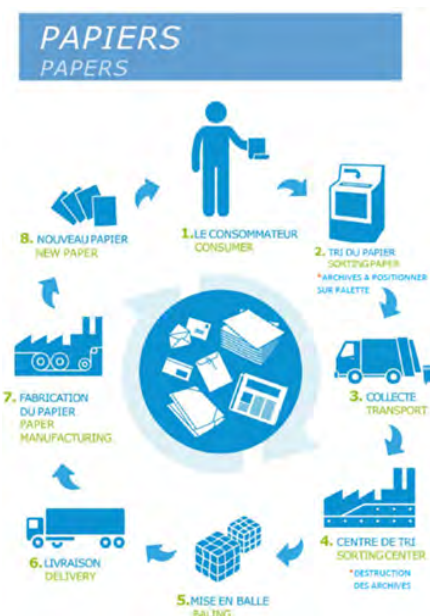 PAPIERS
PAPERS
8. NOUVEAU PAPIER
NEW PAPER
1.LE CONSOMMATEUR
CONSUMER
2. TRI DU PAPIER
SORTING PAPER
*ARCHIVES À POSITIONNER
SUR PALETTE
3. COLLECTE
TRANSPORT
4. CENTRE DE TRI
SORTING CENTER
*DESTRUCTION
DES ARCHIVES
5.MISE EN BALLE
BALING
6. LIVRAISON
DELIVERY
7. FABRICATION
DU PAPIER
PAPER
MANUFACTURING